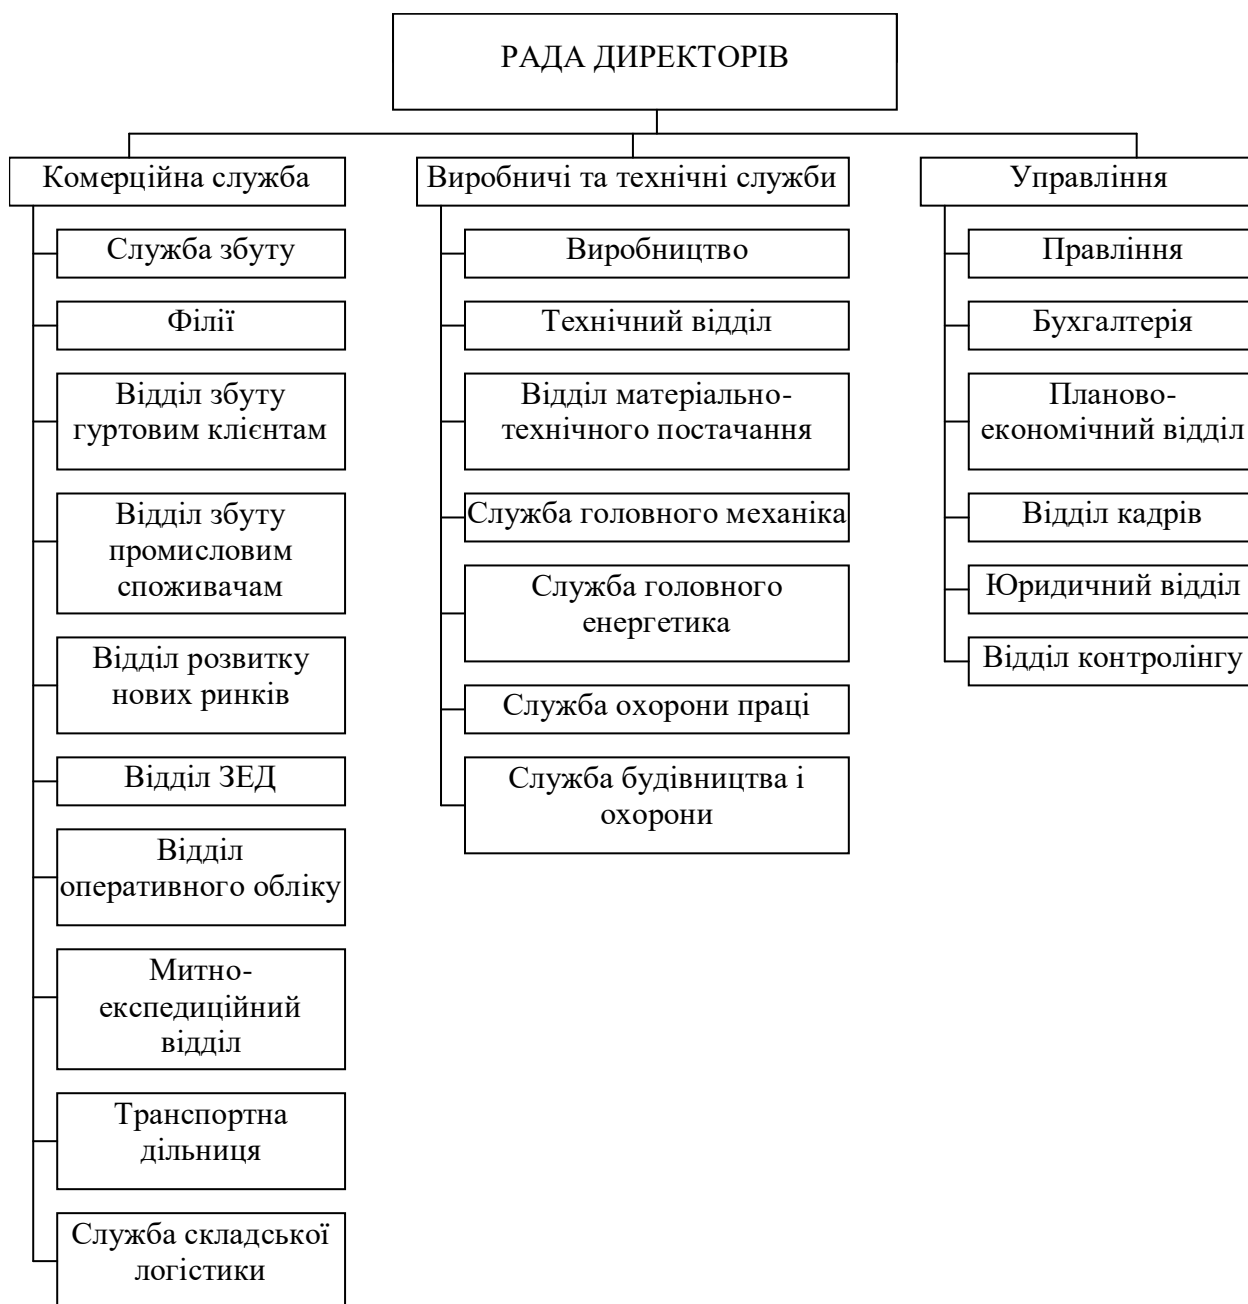 РАДА ДИРЕКТОРІВ
Комерційна служба
Служба збуту
Філії
Відділ збуту
гуртовим клієнтам
Відділ збуту
промисловим
споживачам
Відділ розвитку
нових ринків
Відділ ЗЕД
Відділ
оперативного обліку
Митно-
експедиційний
відділ
Транспортна
дільниця
Служба складської
логістики
Виробничі та технічні служби
Виробництво
Технічний відділ
Відділ матеріально-
технічного постачання
Служба головного механіка
Служба головного
енергетика
Служба охорони праці
Служба будівництва і
охорони
Управління
Правління
Бухгалтерія
Планово-
економічний відділ
Відділ кадрів
Юридичний відділ
Відділ контролінгу